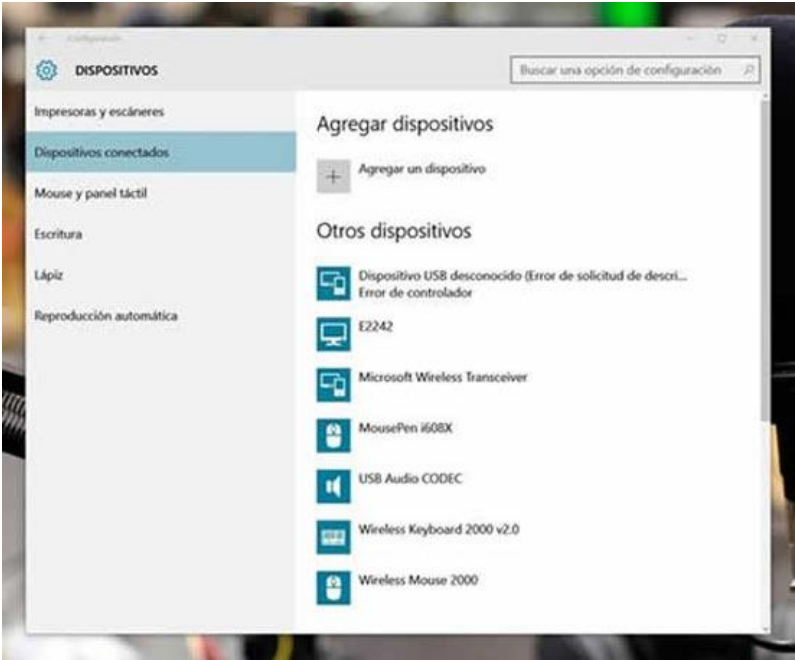 Configuración
DISPOSITIVOS
Buscar una opción de configuración
Impresoras y escáneres
Dispositivos conectados
Mouse y panel táctil
Escritura
Lápiz
Reproducción automática
Agregar dispositivos
Agregar un dispositivo
Otros dispositivos
Dispositivo USB desconocido (Error de solicitud de descri...
Error de controlador
E2242
Microsoft Wireless Transceiver
MousePen i608X
USB Audio CODEC
Wireless Keyboard 2000 v2.0
Wireless Mouse 2000